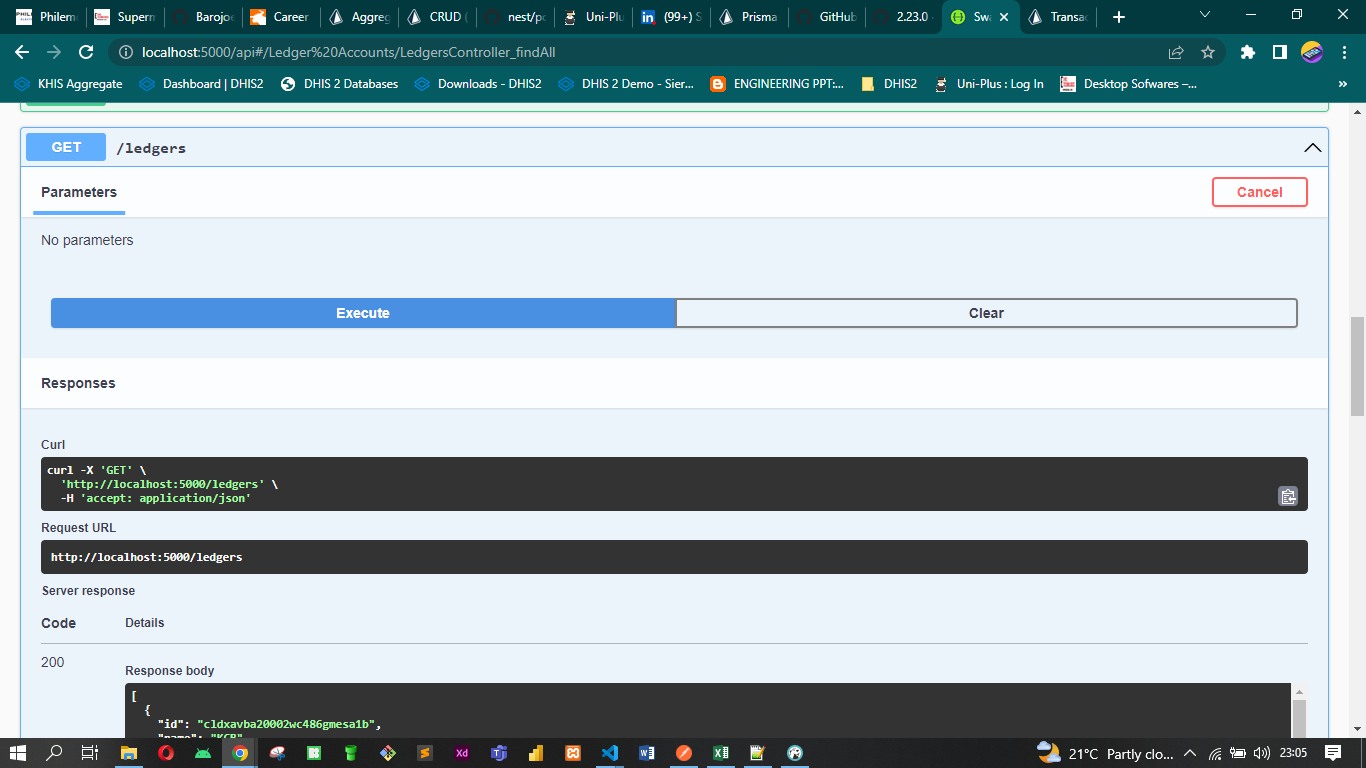 Philem
Superm
Barojo
Career
Aggreg
CRUD (
nest/po
Uni-Plu
(99+) S
Prisma
GitHub
2.23.0
Swa
Transac
localhost:5000/api#/Ledger%20Accounts/LedgersController_findAll
KHIS Aggregate
Dashboard | DHIS2
DHIS 2 Databases
Downloads - DHIS2
DHIS 2 Demo - Sier...
ENGINEERING PPT:...
DHIS2
Uni-Plus : Log In
Desktop Sofwares –...
»
GET /ledgers
Parameters
Cancel
No parameters
Execute
Clear
Responses
Curl
curl -X 'GET' \
'http://localhost:5000/ledgers' \
-H 'accept: application/json'
Request URL
http://localhost:5000/ledgers
Server response
Code
Details
200
Response body
[
{
"id": "cldxavba20002wc486gmesa1b",
"name": "KCB",
21°C Partly clo...
23:05